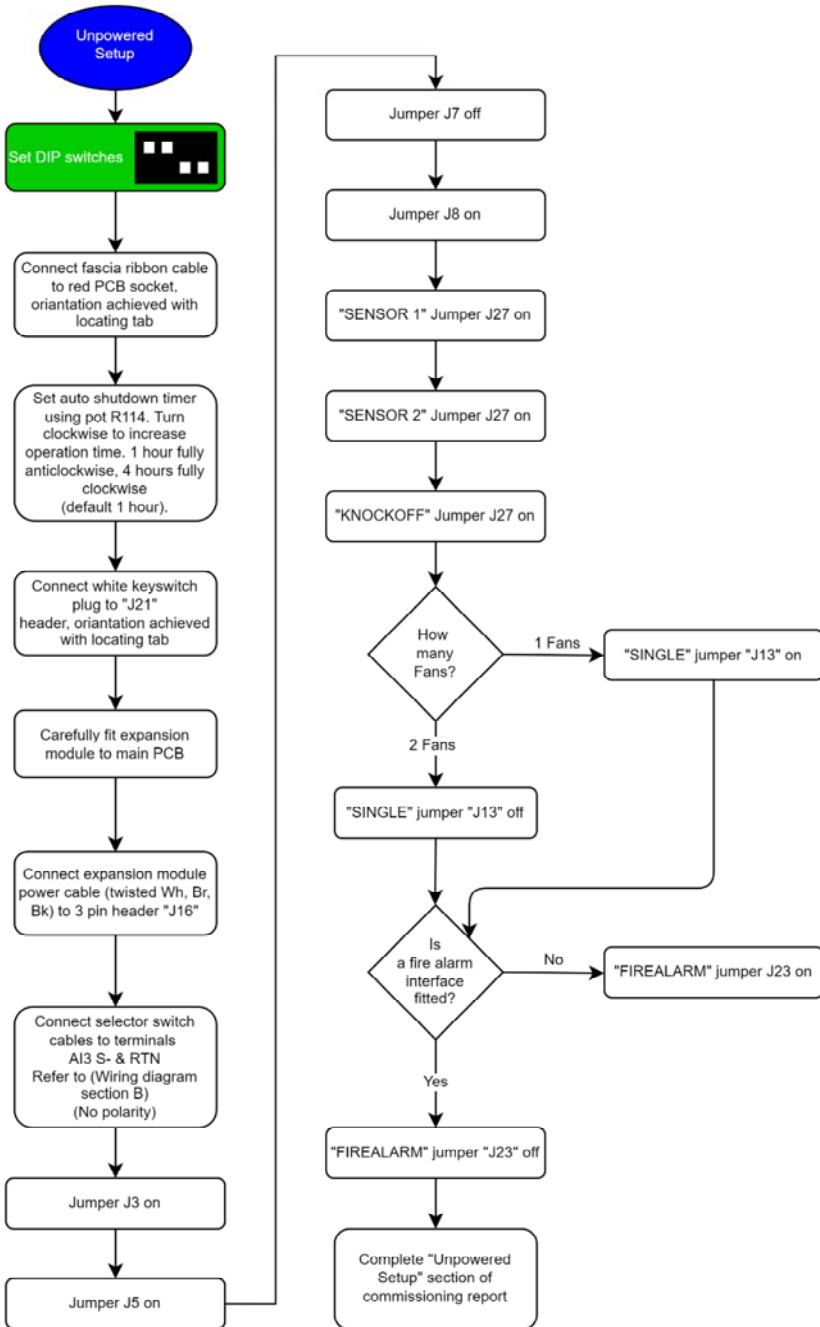 Unpowered
Setup
Set DIP switches
Connect fascia ribbon cable
to red PCB socket,
oriantation achieved with
locating tab
Set auto shutdown timer
using pot R114. Turn
clockwise to increase
operation time. 1 hour fully
anticlockwise, 4 hours fully
clockwise
(default 1 hour).
Connect white keyswitch
plug to "J21"
header, oriantation achieved
with locating tab
Carefully fit expansion
module to main PCB
Connect expansion module
power cable (twisted Wh, Br,
Bk) to 3 pin header "J16"
Connect selector switch
cables to terminals
AI3 S- & RTN
Refer to (Wiring diagram
section B)
(No polarity)
Jumper J3 on
Jumper J5 on
Jumper J7 off
Jumper J8 on
"SENSOR 1" Jumper J27 on
"SENSOR 2" Jumper J27 on
"KNOCKOFF" Jumper J27 on
How
many
Fans?
1 Fans
"SINGLE" jumper "J13" on
2 Fans
"SINGLE" jumper "J13" off
Is
a fire alarm
interface
fitted?
No
"FIREALARM" jumper J23 on
Yes
"FIREALARM" jumper "J23" off
Complete "Unpowered
Setup" section of
commissioning report